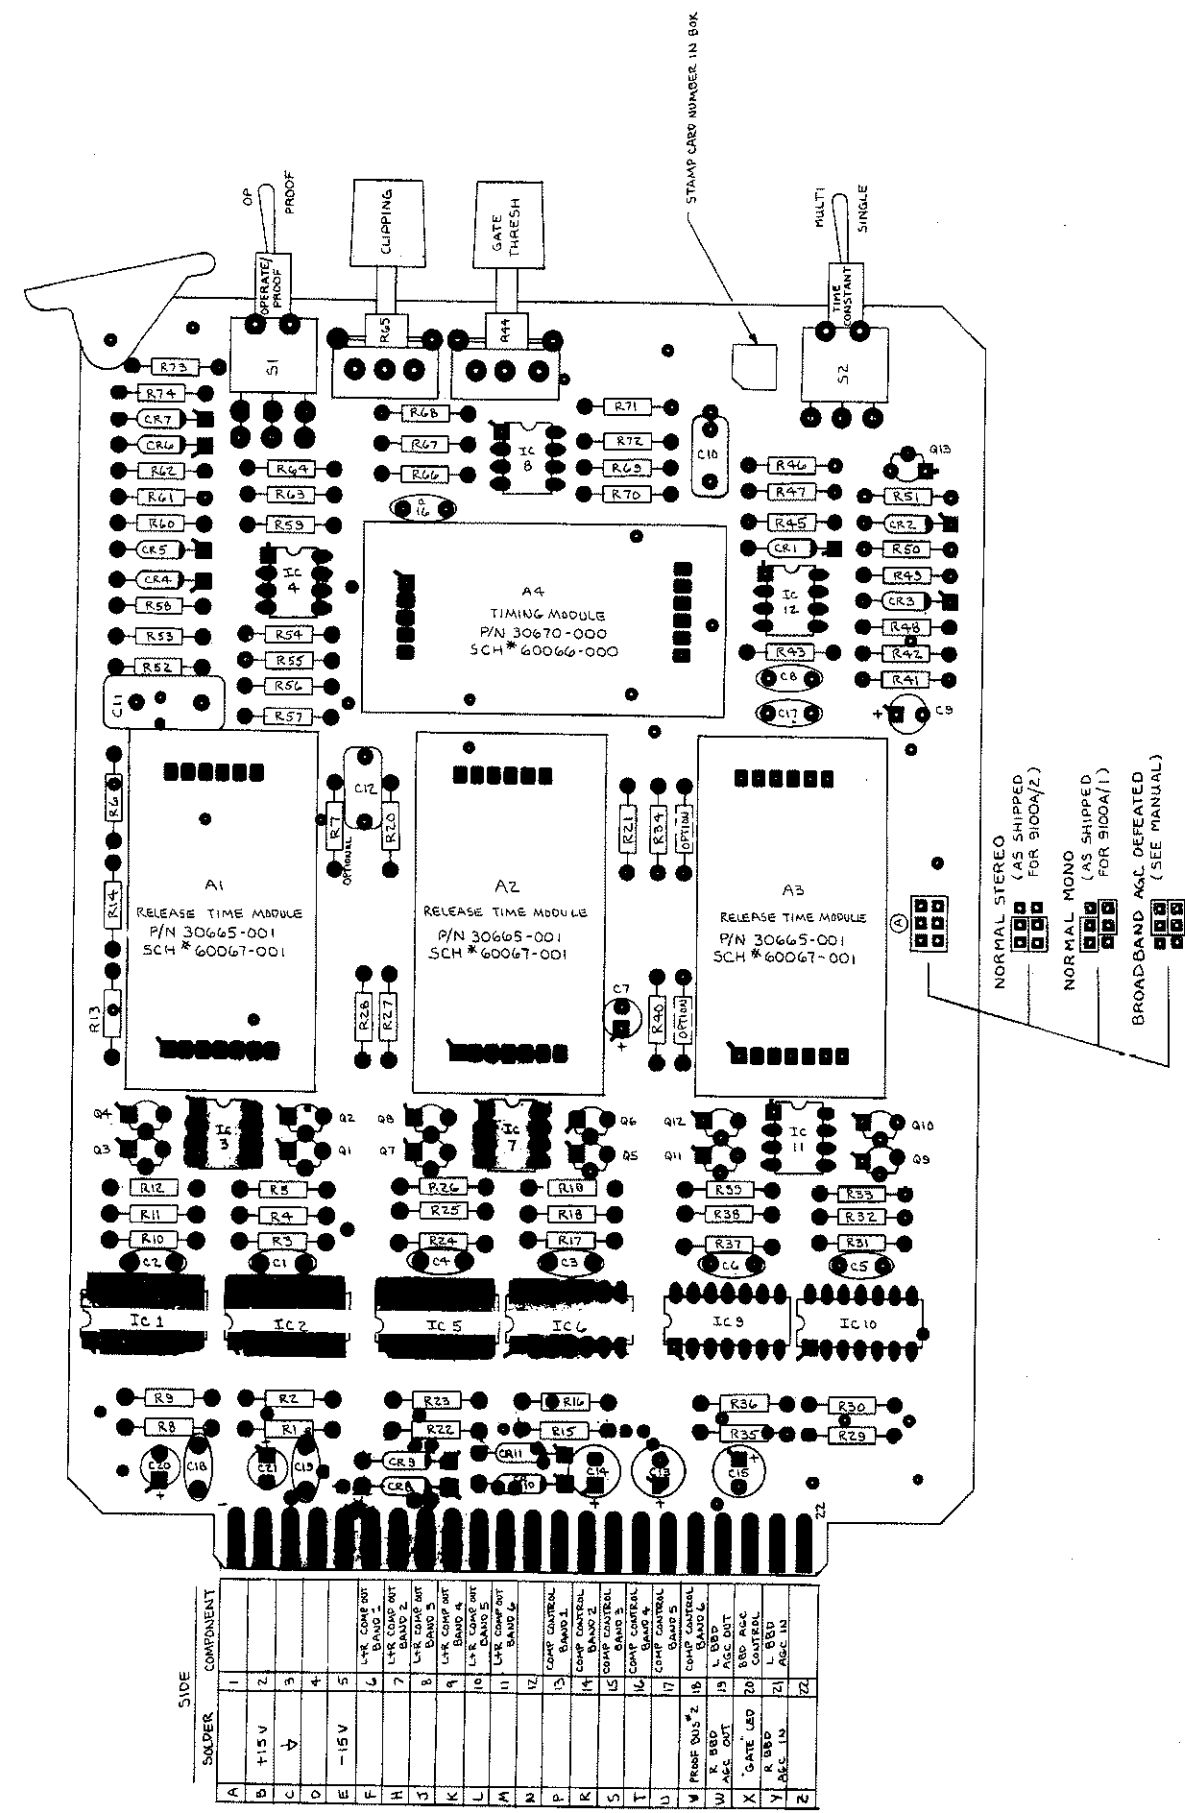 STAMP CARD NUMBER IN BOX
OP
PROOF
OPERATE/
PROOF
S1
CLIPPING
R65
GATE
THRESH
R44
MULTI
SINGLE
TIME
CONSTANT
S2
R73
R74
CR7
CR6
R62
R61
R60
CR5
CR4
R58
R53
R52
C11
R64
R63
R59
IC
4
R54
R55
R56
R57
R68
R67
R66
16
IC
8
R71
R72
R69
R70
C10
R46
R47
R45
CR1
IC
12
R43
C8
C17
Q13
R51
CR2
R50
R49
CR3
R48
R42
R41
C9
+
A4
TIMING MODULE
P/N 30670-000
SCH # 60066-000
R6
R14
R13
A1
RELEASE TIME MODULE
P/N 30665-001
SCH # 60067-001
R7
OPTIONAL
C12
R20
R28
R27
A2
RELEASE TIME MODULE
P/N 30665-001
SCH # 60067-001
R21
R34
OPTION
C7
+
R40
OPTION
A3
RELEASE TIME MODULE
P/N 30665-001
SCH # 60067-001
A
NORMAL STEREO
(AS SHIPPED
FOR 9100A/2)
NORMAL MONO
(AS SHIPPED
FOR 9100A/1)
BROADBAND AGC DEFEATED
(SEE MANUAL)
Q4
Q3
IC
3
Q2
Q1
Q8
Q7
IC
7
Q6
Q5
Q12
Q11
IC
11
Q10
Q9
R12
R11
R10
C2
R5
R4
R3
C1
R26
R25
R24
C4
R18
R17
C3
R38
R37
C6
R33
R32
R31
C5
IC 1
IC 2
IC 5
IC 6
IC 9
IC 10
R9
R8
C20
+
C18
R2
R1
C21
+
C19
R23
R22
CR9
CR8
CR11
R16
R15
C14
+
C13
+
R36
R35
C15
+
R30
R29
1
22
SIDE
SOLDER COMPONENT
A 1
B +15V 2
C 3
D 4
E -15V 5
F 6 L+R COMP OUT BAND 1
H 7 L+R COMP OUT BAND 2
J 8 L+R COMP OUT BAND 3
K 9 L+R COMP OUT BAND 4
L 10 L+R COMP OUT BAND 5
M 11 L+R COMP OUT BAND 6
N 12
P 13 COMP CONTROL BAND 1
R 14 COMP CONTROL BAND 2
S 15 COMP CONTROL BAND 3
T 16 COMP CONTROL BAND 4
U 17 COMP CONTROL BAND 5
V PROOF BUS #2 18 COMP CONTROL BAND 6
W R BBD AGC OUT 19 L BBD AGC OUT
X "GATE" LED 20 BBD AGC CONTROL
Y R BBD AGC IN 21 L BBD AGC IN
Z 22